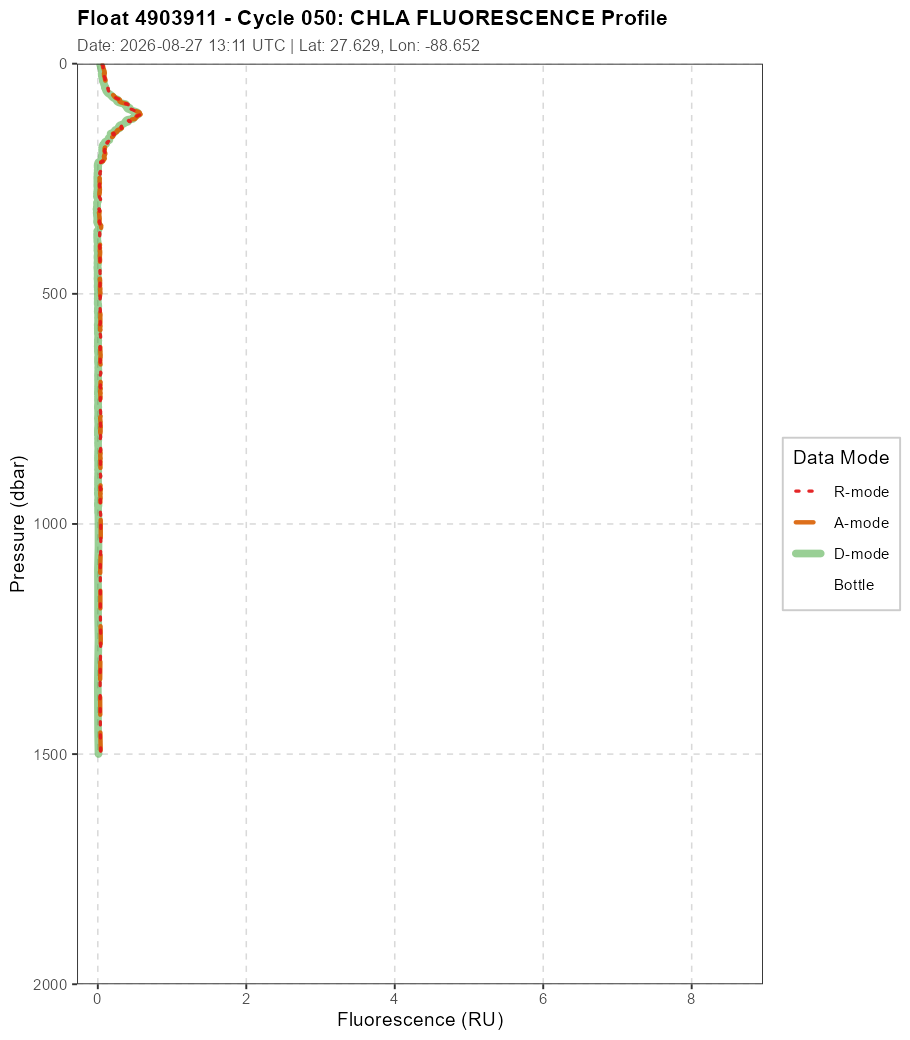 Float 4903911 - Cycle 050: CHLA FLUORESCENCE Profile
Date: 2026-08-27 13:11 UTC | Lat: 27.629, Lon: -88.652
0
500
1000
1500
2000
Pressure (dbar)
0 2 4 6 8
Fluorescence (RU)
Data Mode
R-mode
A-mode
D-mode
Bottle